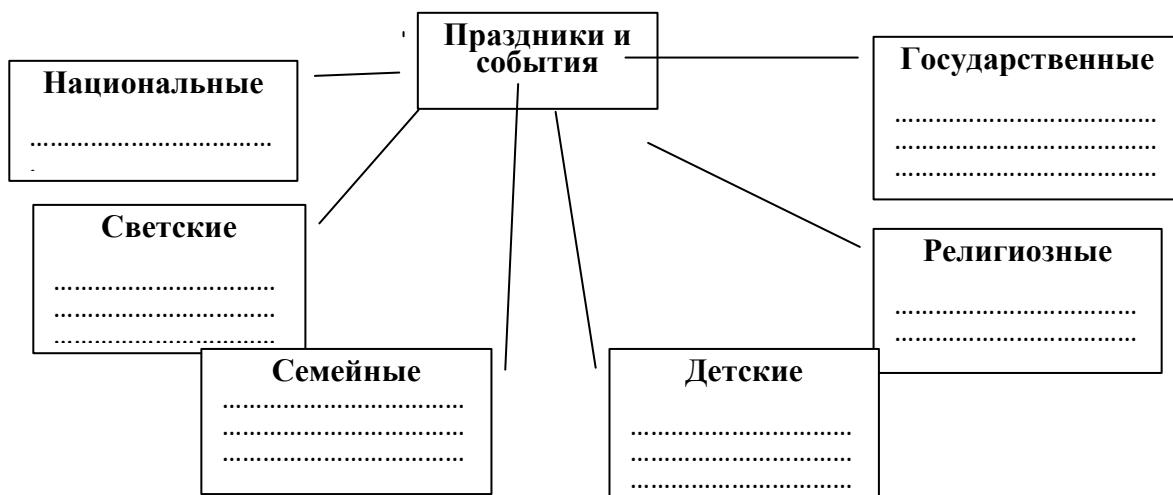 Праздники и
события
Национальные
....................................
Государственные
.......................................
.......................................
.......................................
Светские
.................................
.................................
.................................
Религиозные
....................................
....................................
Семейные
....................................
....................................
....................................
Детские
.................................
.................................
.................................